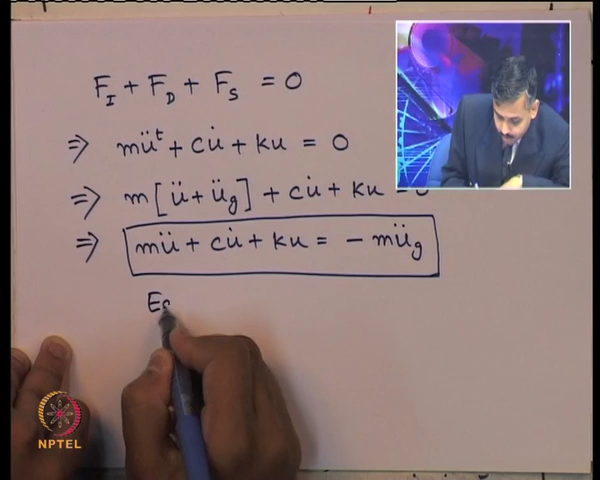 F_I + F_D + F_S = 0
⇒ mü^t + cu̇ + ku = 0
⇒ m[ü + ü_g] + cu̇ + ku = 0
⇒ mü + cu̇ + ku = − mü_g
NPTEL